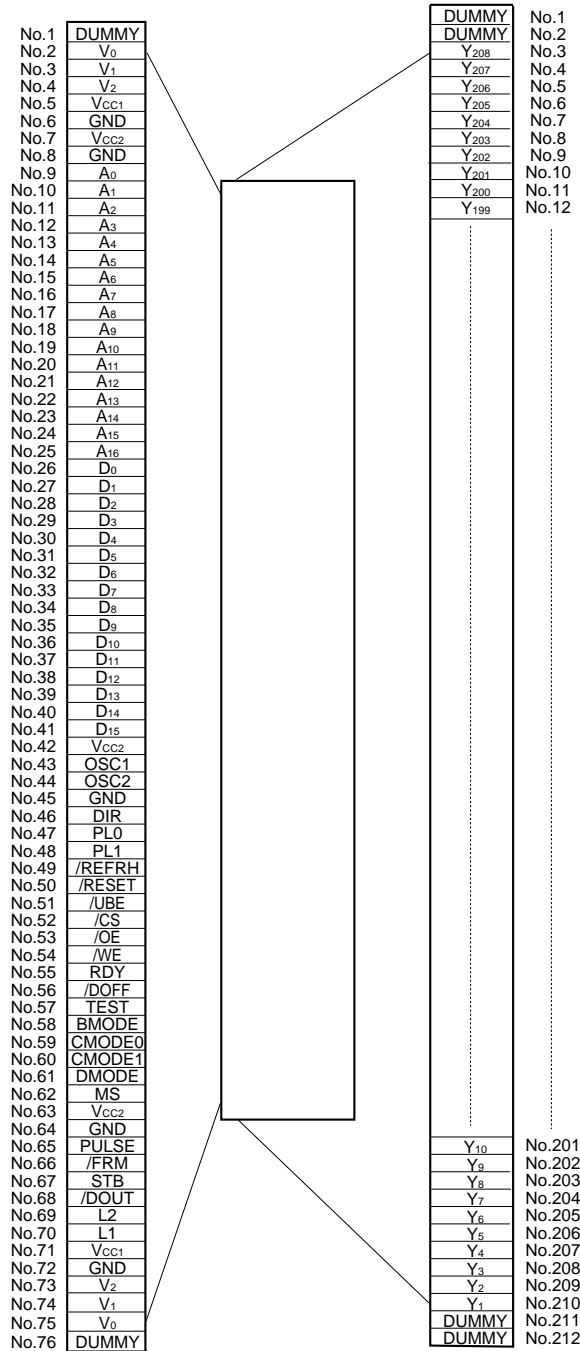 No.1 DUMMY
No.2 V0
No.3 V1
No.4 V2
No.5 VCC1
No.6 GND
No.7 VCC2
No.8 GND
No.9 A0
No.10 A1
No.11 A2
No.12 A3
No.13 A4
No.14 A5
No.15 A6
No.16 A7
No.17 A8
No.18 A9
No.19 A10
No.20 A11
No.21 A12
No.22 A13
No.23 A14
No.24 A15
No.25 A16
No.26 D0
No.27 D1
No.28 D2
No.29 D3
No.30 D4
No.31 D5
No.32 D6
No.33 D7
No.34 D8
No.35 D9
No.36 D10
No.37 D11
No.38 D12
No.39 D13
No.40 D14
No.41 D15
No.42 VCC2
No.43 OSC1
No.44 OSC2
No.45 GND
No.46 DIR
No.47 PL0
No.48 PL1
No.49 /REFRH
No.50 /RESET
No.51 /UBE
No.52 /CS
No.53 /OE
No.54 /WE
No.55 RDY
No.56 /DOFF
No.57 TEST
No.58 BMODE
No.59 CMODE0
No.60 CMODE1
No.61 DMODE
No.62 MS
No.63 VCC2
No.64 GND
No.65 PULSE
No.66 /FRM
No.67 STB
No.68 /DOUT
No.69 L2
No.70 L1
No.71 VCC1
No.72 GND
No.73 V2
No.74 V1
No.75 V0
No.76 DUMMY
DUMMY No.1
DUMMY No.2
Y208 No.3
Y207 No.4
Y206 No.5
Y205 No.6
Y204 No.7
Y203 No.8
Y202 No.9
Y201 No.10
Y200 No.11
Y199 No.12
Y10 No.201
Y9 No.202
Y8 No.203
Y7 No.204
Y6 No.205
Y5 No.206
Y4 No.207
Y3 No.208
Y2 No.209
Y1 No.210
DUMMY No.211
DUMMY No.212